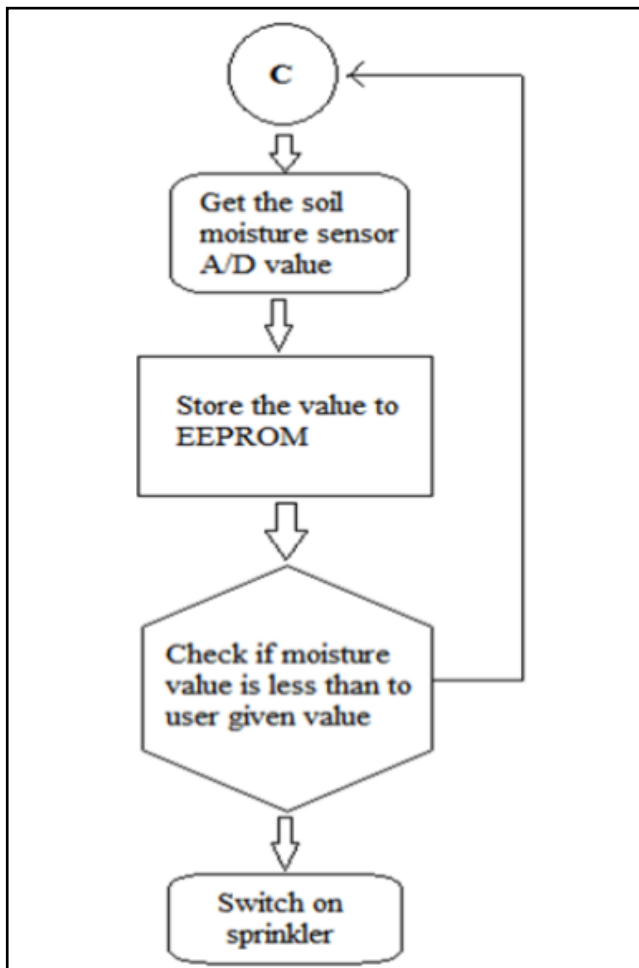 C
Get the soil
moisture sensor
A/D value
Store the value to
EEPROM
Check if moisture
value is less than to
user given value
Switch on
sprinkler